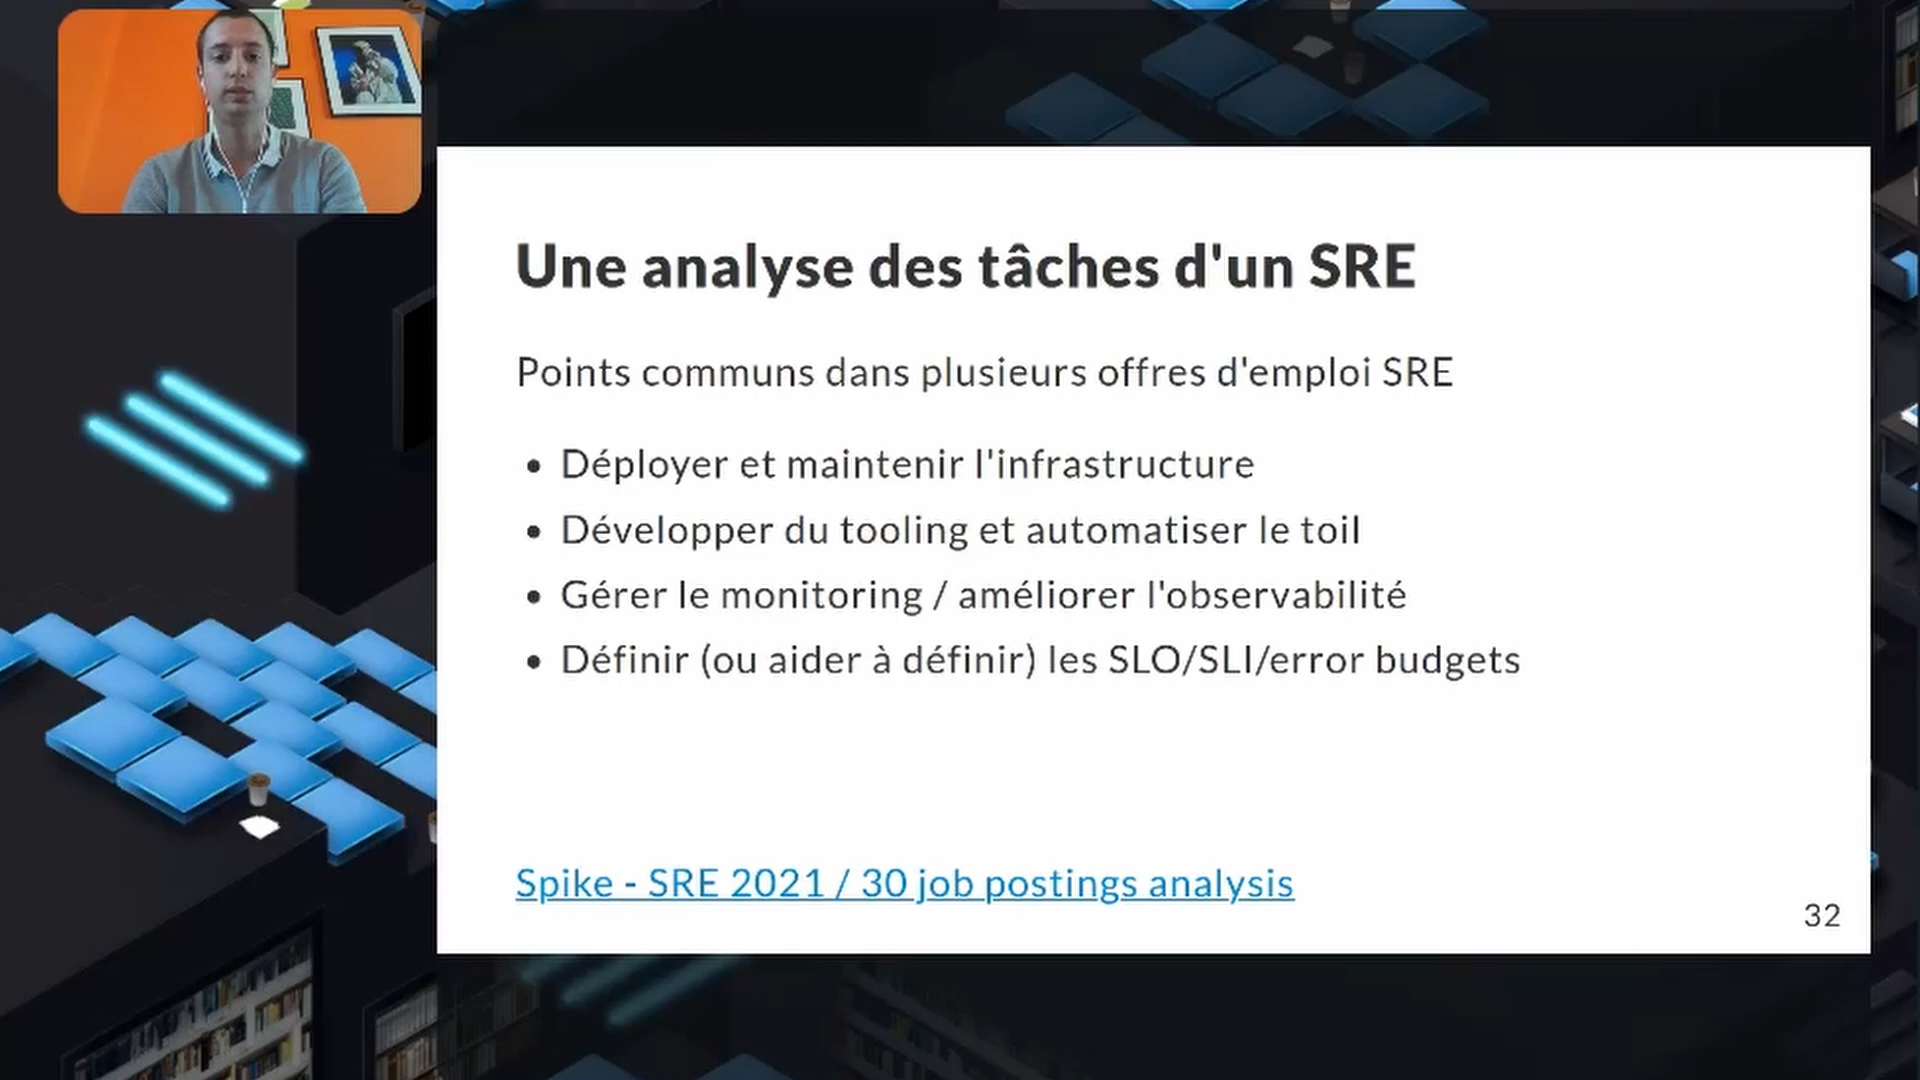 Une analyse des tâches d'un SRE
Points communs dans plusieurs offres d'emploi SRE
• Déployer et maintenir l'infrastructure
• Développer du tooling et automatiser le toil
• Gérer le monitoring / améliorer l'observabilité
• Définir (ou aider à définir) les SLO/SLI/error budgets
Spike - SRE 2021 / 30 job postings analysis
32